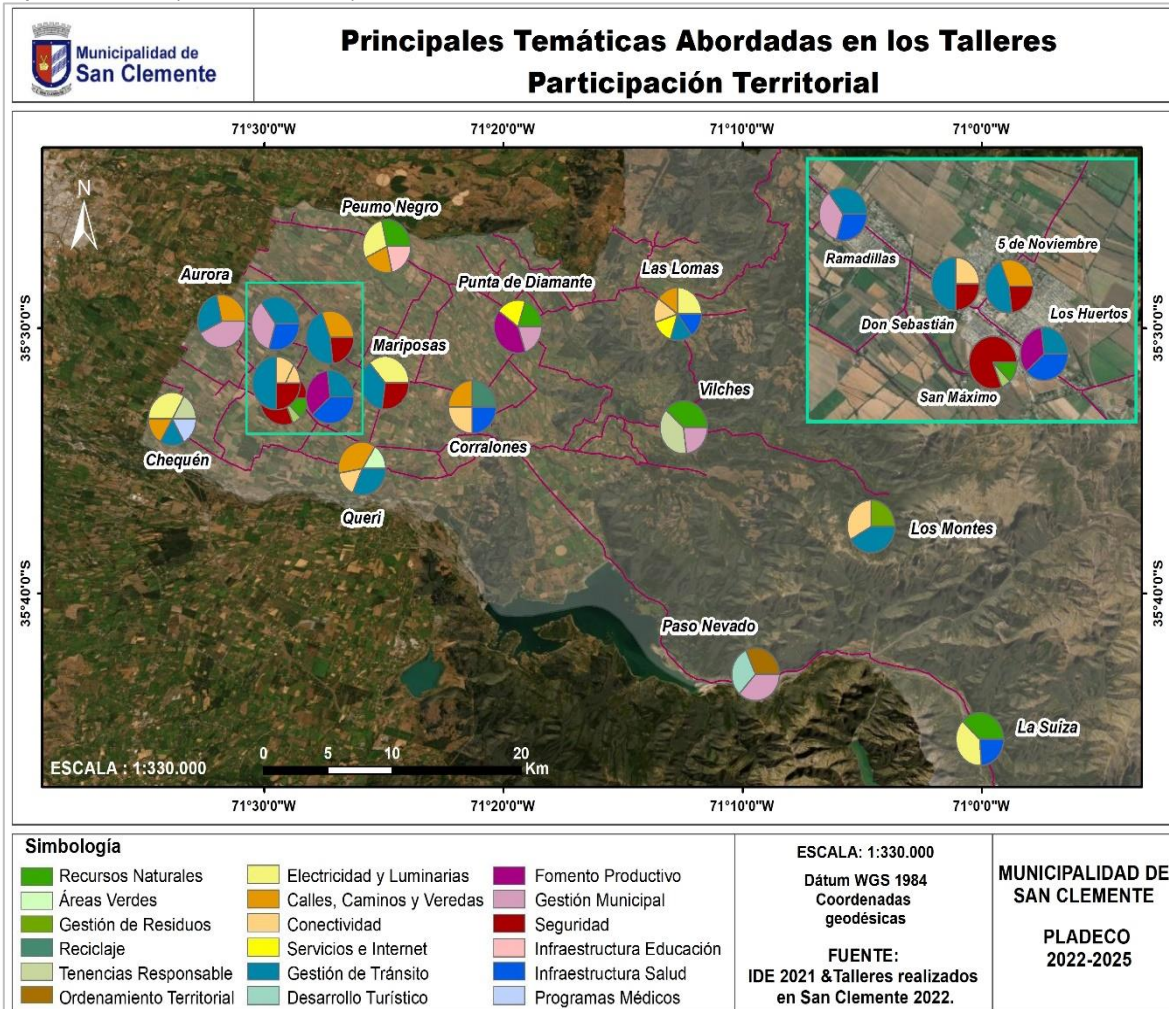 Municipalidad de
San Clemente
Principales Temáticas Abordadas en los Talleres
Participación Territorial
71°30'0"W
71°20'0"W
71°10'0"W
71°0'0"W
35°30'0"S
35°40'0"S
35°30'0"S
35°40'0"S
N
Peumo Negro
Aurora
Punta de Diamante
Las Lomas
Mariposas
Vilches
Chequén
Corralones
Queri
Los Montes
Paso Nevado
La Suiza
Ramadillas
5 de Noviembre
Don Sebastián
Los Huertos
San Máximo
ESCALA : 1:330.000
0 5 10 20
Km
71°30'0"W
71°20'0"W
71°10'0"W
71°0'0"W
Simbología
Recursos Naturales
Áreas Verdes
Gestión de Residuos
Reciclaje
Tenencias Responsable
Ordenamiento Territorial
Electricidad y Luminarias
Calles, Caminos y Veredas
Conectividad
Servicios e Internet
Gestión de Tránsito
Desarrollo Turístico
Fomento Productivo
Gestión Municipal
Seguridad
Infraestructura Educación
Infraestructura Salud
Programas Médicos
ESCALA: 1:330.000
Dátum WGS 1984
Coordenadas
geodésicas
FUENTE:
IDE 2021 &Talleres realizados
en San Clemente 2022.
MUNICIPALIDAD DE
SAN CLEMENTE
PLADECO
2022-2025